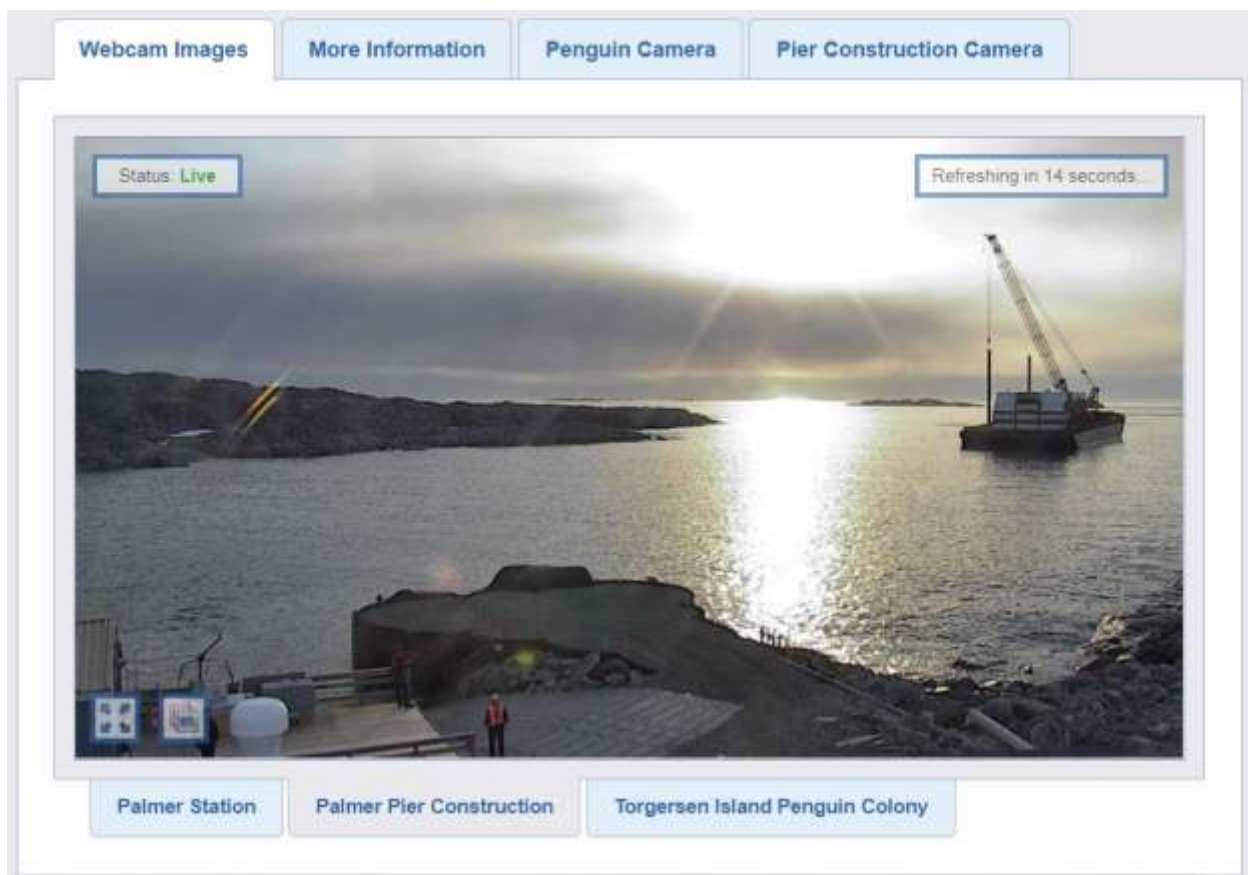 Webcam Images
More Information
Penguin Camera
Pier Construction Camera
Status: Live
Refreshing in 14 seconds...
Palmer Station
Palmer Pier Construction
Torgersen Island Penguin Colony